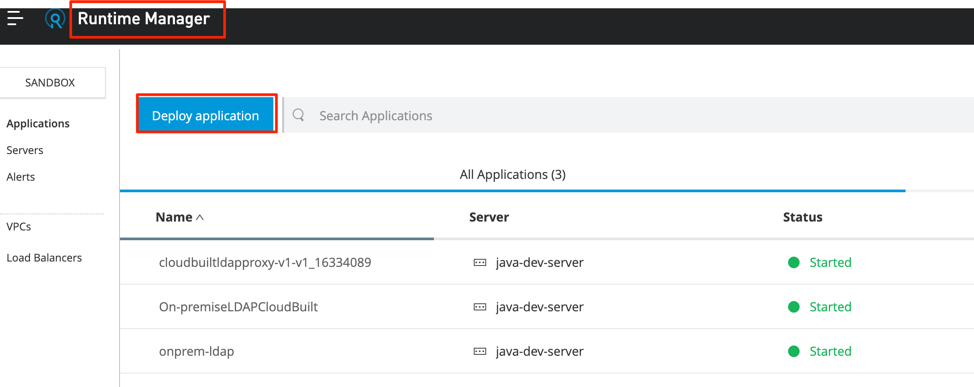 Runtime Manager
SANDBOX
Applications
Servers
Alerts
VPCs
Load Balancers
Deploy application
Search Applications
All Applications (3)
Name Server Status
cloudbuiltldapproxy-v1-v1_16334089 java-dev-server Started
On-premiseLDAPCloudBuilt java-dev-server Started
onprem-ldap java-dev-server Started